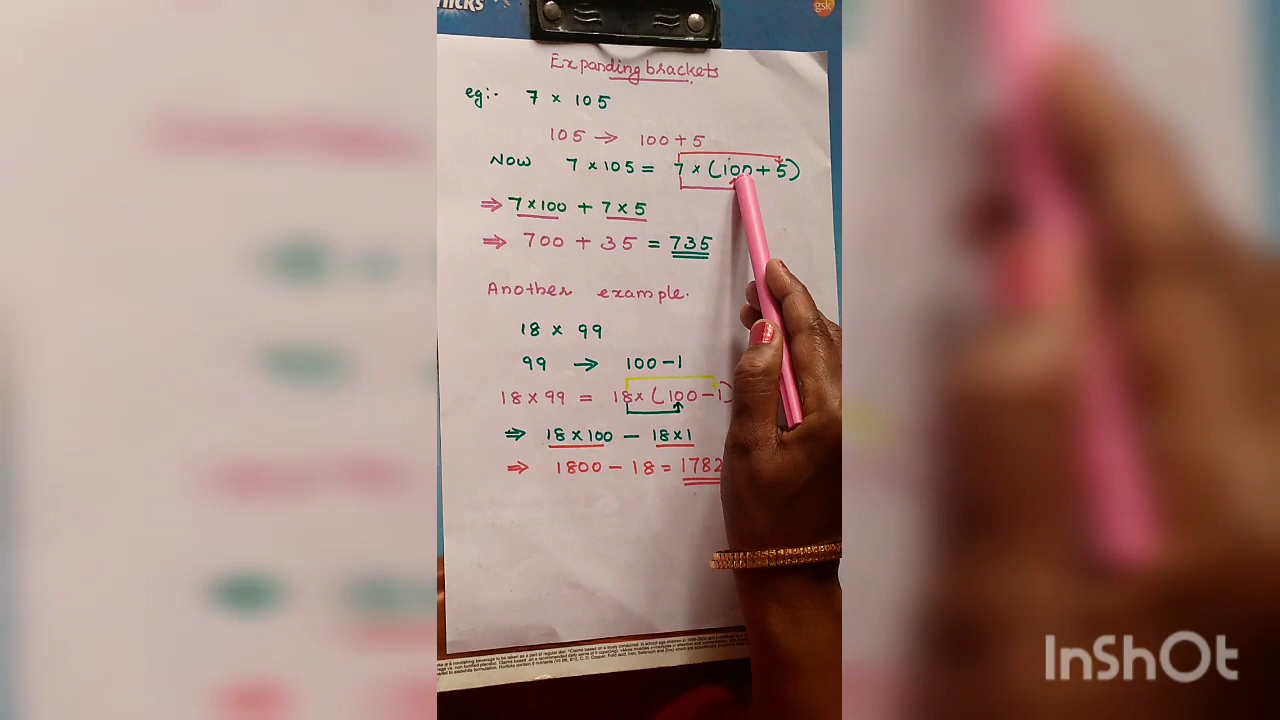 gsk
Expanding brackets
eg:- 7 × 105
105 → 100 + 5
Now 7 × 105 = 7 × (100 + 5)
⇒ 7 × 100 + 7 × 5
⇒ 700 + 35 = 735
Another example.
18 × 99
99 → 100 - 1
18 × 99 = 18 × (100 - 1)
⇒ 18 × 100 - 18 × 1
⇒ 1800 - 18 = 1782
InShOt